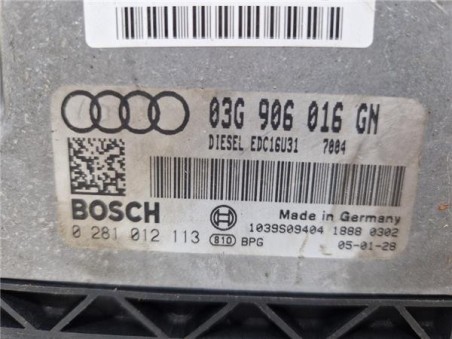 03G 906 016 GN
DIESEL EDC16U31 7004
BOSCH
Made in Germany
0 281 012 113 810 BPG 1039S09404 1888 0302
05-01-28